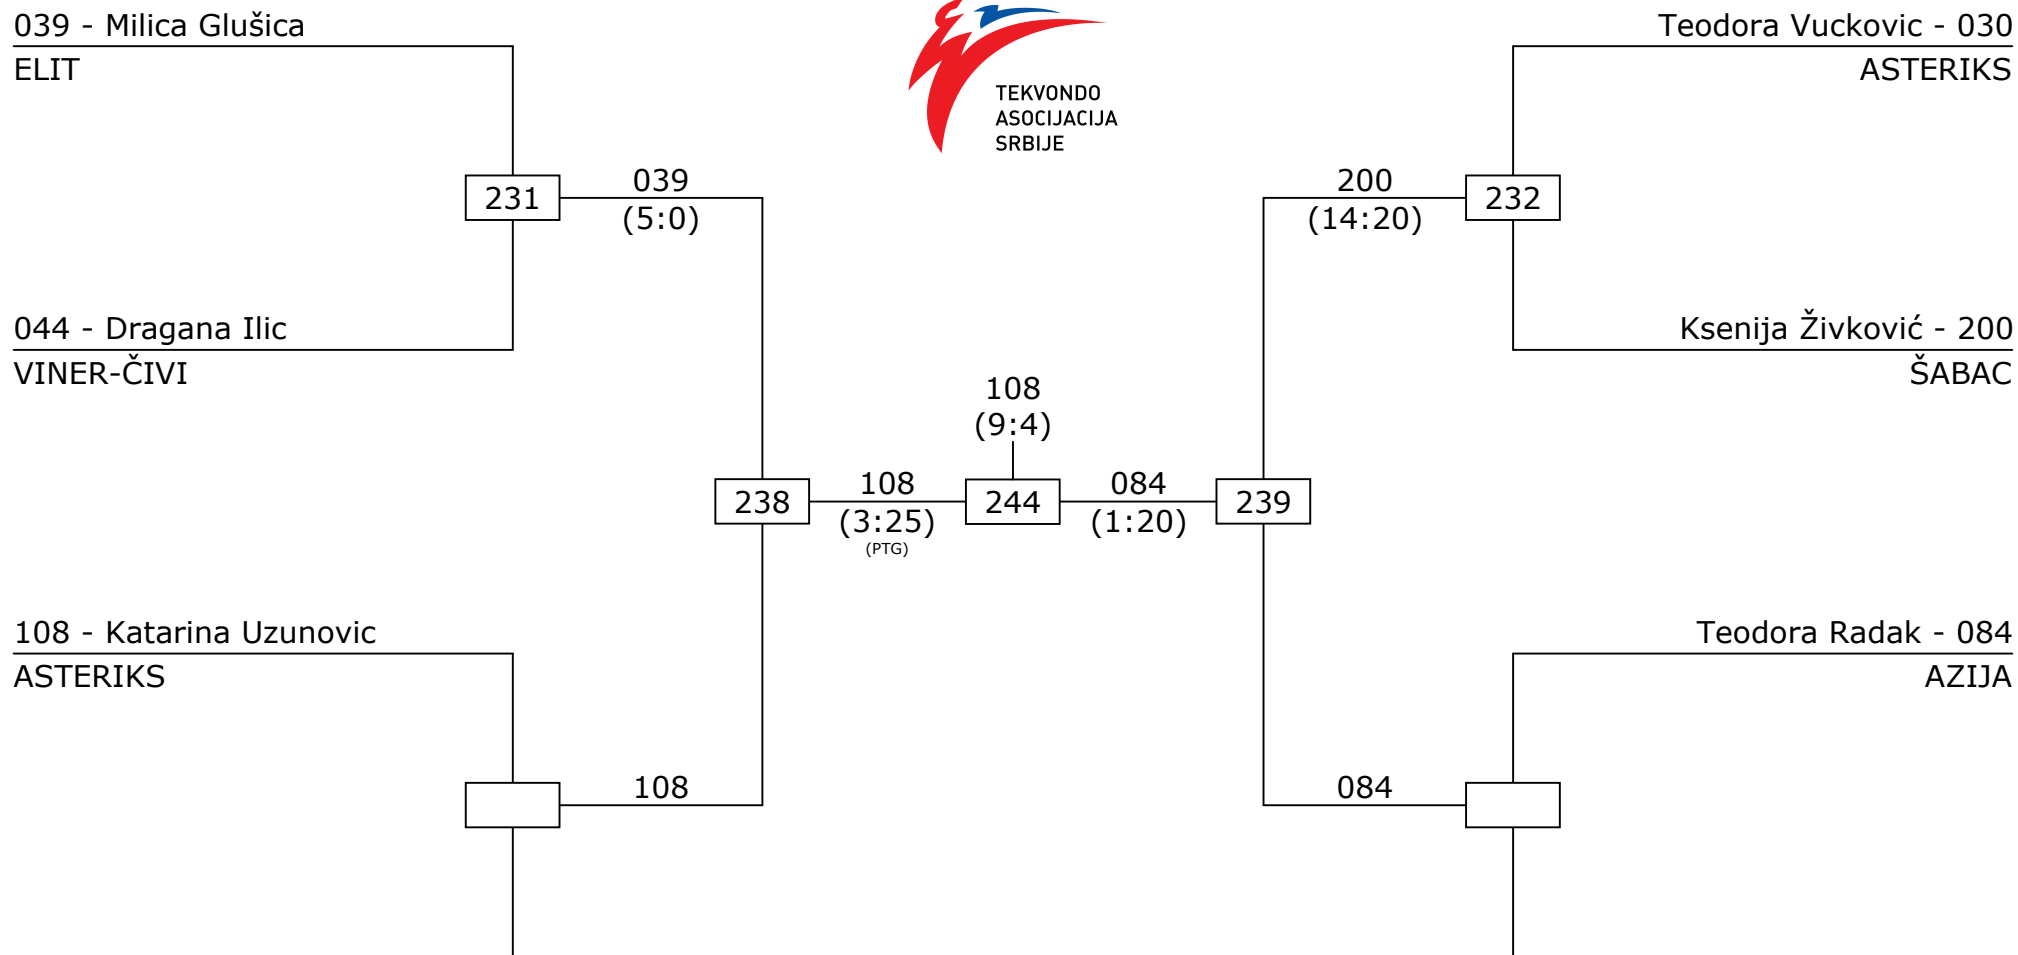 039 - Milica Glušica
ELIT
TEKVONDO
ASOCIJACIJA
SRBIJE
Teodora Vuckovic - 030
ASTERIKS
231
039
(5:0)
200
(14:20)
232
044 - Dragana Ilic
VINER-ČIVI
Ksenija Živković - 200
ŠABAC
108
(9:4)
238
108
(3:25)
(PTG)
244
084
(1:20)
239
108 - Katarina Uzunovic
ASTERIKS
Teodora Radak - 084
AZIJA
108
084